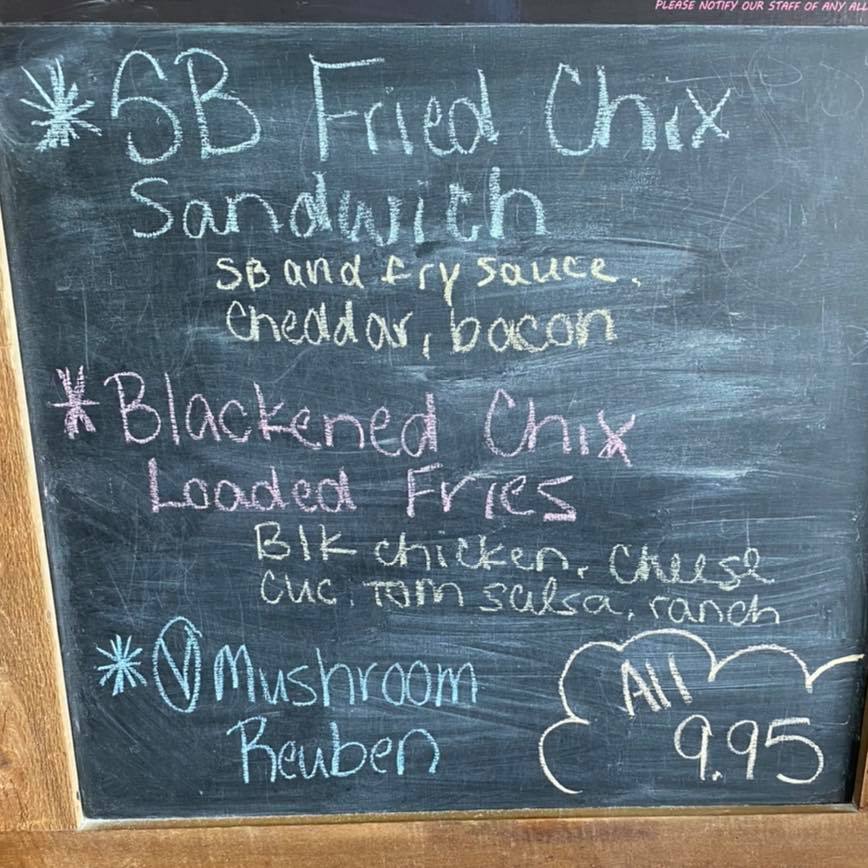 PLEASE NOTIFY OUR STAFF OF ANY ALL
* SB Fried Chix
Sandwich
SB and fry sauce.
Cheddar, bacon
* Blackened Chix
Loaded Fries
Blk chicken, cheese
cuc, Tom salsa, ranch
* Ⓥ Mushroom
Reuben
All
9.95